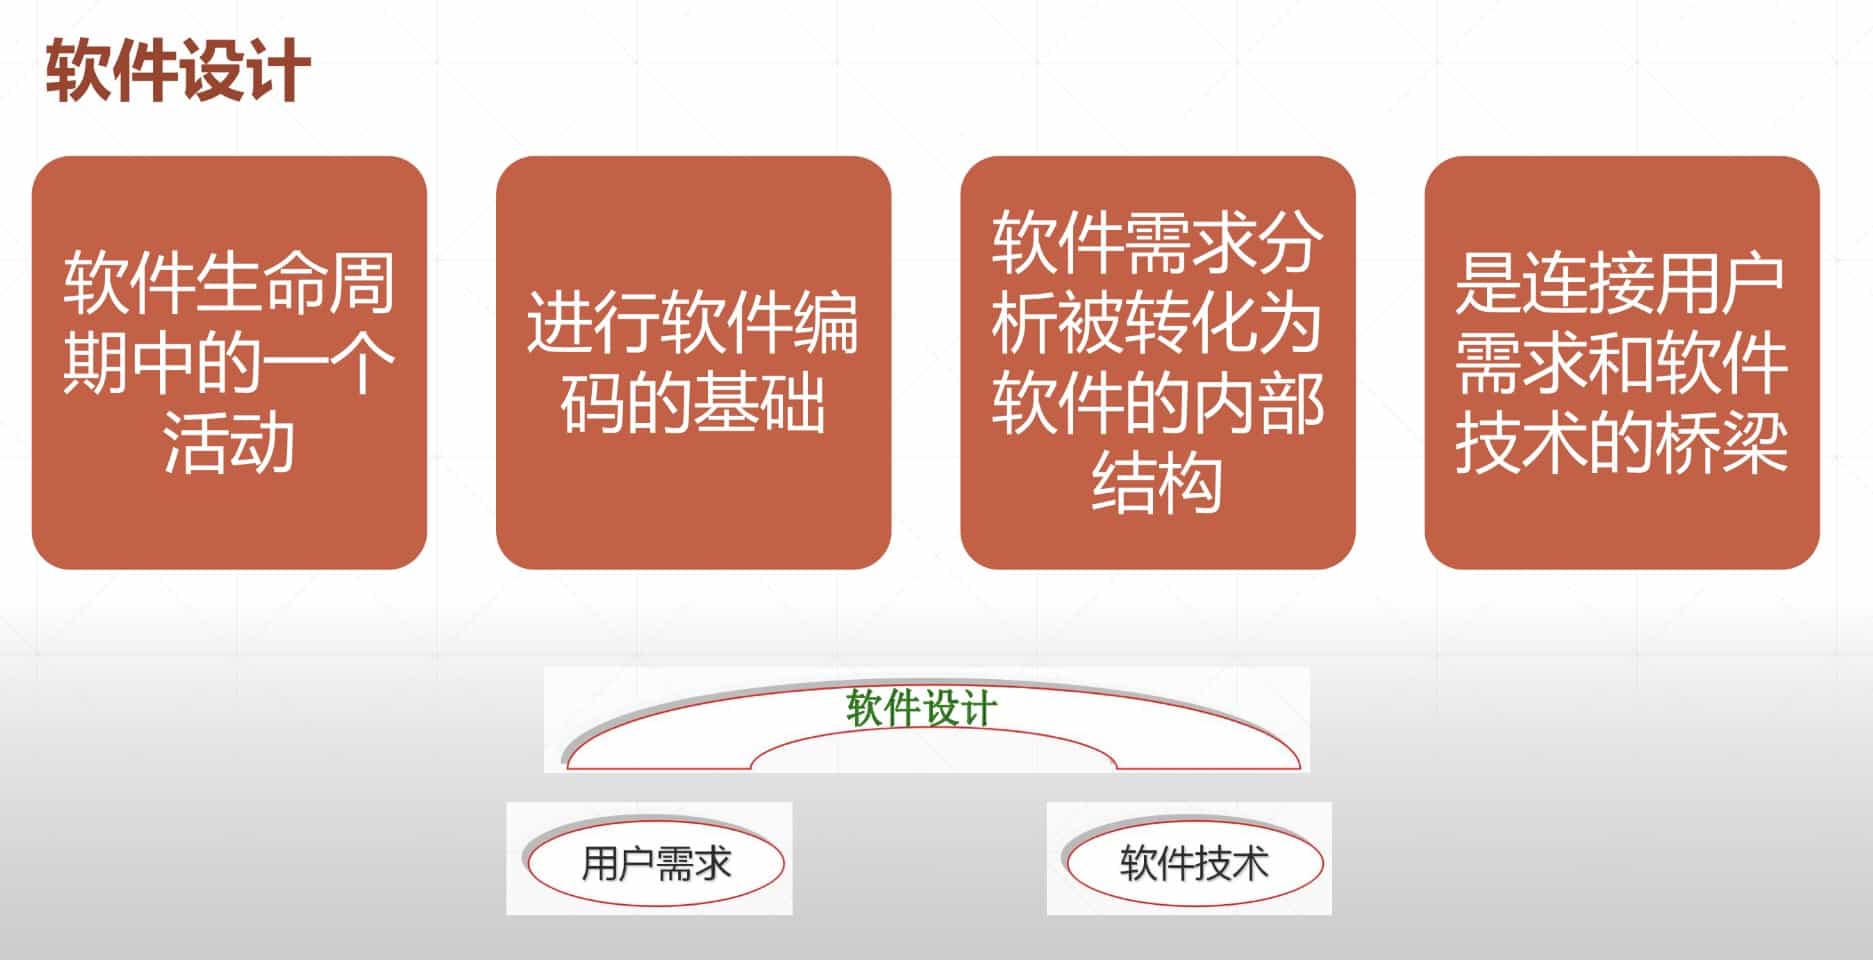 软件设计
软件生命周
期中的一个
活动
进行软件编
码的基础
软件需求分
析被转化为
软件的内部
结构
是连接用户
需求和软件
技术的桥梁
软件设计
用户需求
软件技术